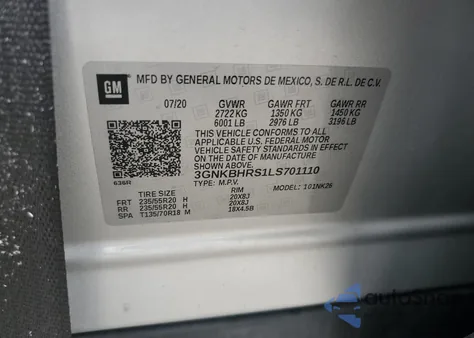 GM
MFD BY GENERAL MOTORS DE MEXICO, S. DE R.L. DE C.V.
07/20 GVWR GAWR FRT GAWR RR
2722 KG 1350 KG 1450 KG
6001 LB 2976 LB 3196 LB
THIS VEHICLE CONFORMS TO ALL
APPLICABLE U.S. FEDERAL MOTOR
VEHICLE SAFETY STANDARDS IN EFFECT
ON THE DATE OF MANUFACTURE
SHOWN ABOVE.
3GNKBHRS1LS701110
TYPE: M.P.V. MODEL: 101NK26
636R
TIRE SIZE RIM
FRT 235/55R20 H 20X8J
RR 235/55R20 H 20X8J
SPA T135/70R18 M 18X4.5B